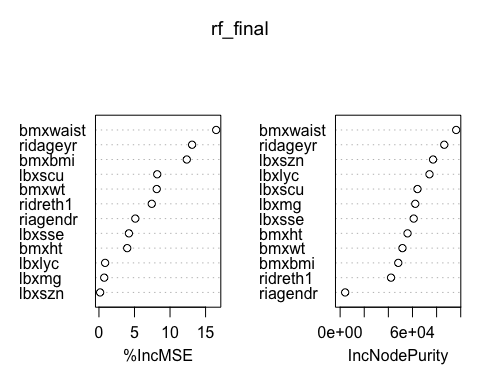 rf_final
bmxwaist
ridageyr
bmxbmi
lbxscu
bmxwt
ridreth1
riagendr
lbxsse
bmxht
lbxlyc
lbxmg
lbxszn
0 5 10 15
%IncMSE
bmxwaist
ridageyr
lbxszn
lbxlyc
lbxscu
lbxmg
lbxsse
bmxht
bmxwt
bmxbmi
ridreth1
riagendr
0e+00 6e+04
IncNodePurity